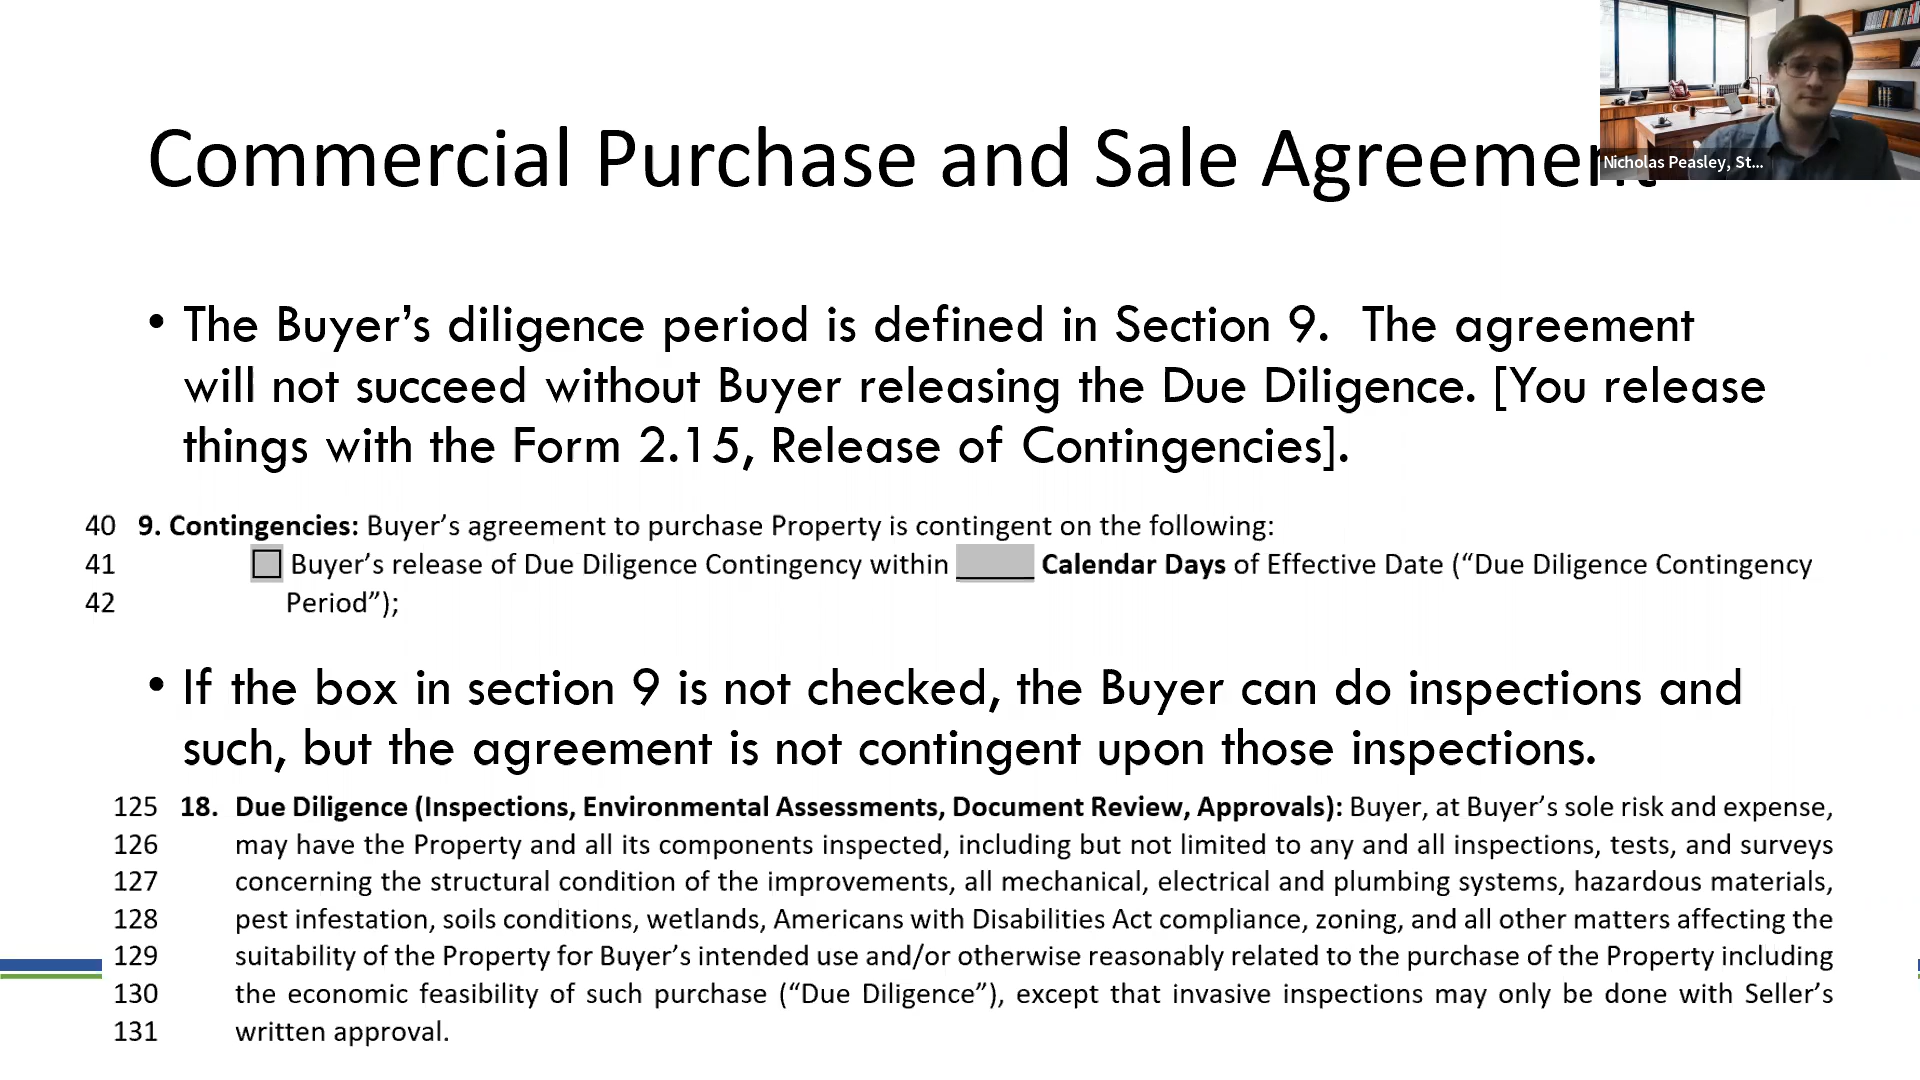 Commercial Purchase and Sale Agreement
Nicholas Peasley, St...
• The Buyer’s diligence period is defined in Section 9.  The agreement
will not succeed without Buyer releasing the Due Diligence. [You release
things with the Form 2.15, Release of Contingencies].
40 9. Contingencies: Buyer’s agreement to purchase Property is contingent on the following:
41 Buyer’s release of Due Diligence Contingency within _____ Calendar Days of Effective Date (“Due Diligence Contingency
42 Period”);
• If the box in section 9 is not checked, the Buyer can do inspections and
such, but the agreement is not contingent upon those inspections.
125 18. Due Diligence (Inspections, Environmental Assessments, Document Review, Approvals): Buyer, at Buyer’s sole risk and expense,
126 may have the Property and all its components inspected, including but not limited to any and all inspections, tests, and surveys
127 concerning the structural condition of the improvements, all mechanical, electrical and plumbing systems, hazardous materials,
128 pest infestation, soils conditions, wetlands, Americans with Disabilities Act compliance, zoning, and all other matters affecting the
129 suitability of the Property for Buyer’s intended use and/or otherwise reasonably related to the purchase of the Property including
130 the economic feasibility of such purchase (“Due Diligence”), except that invasive inspections may only be done with Seller’s
131 written approval.